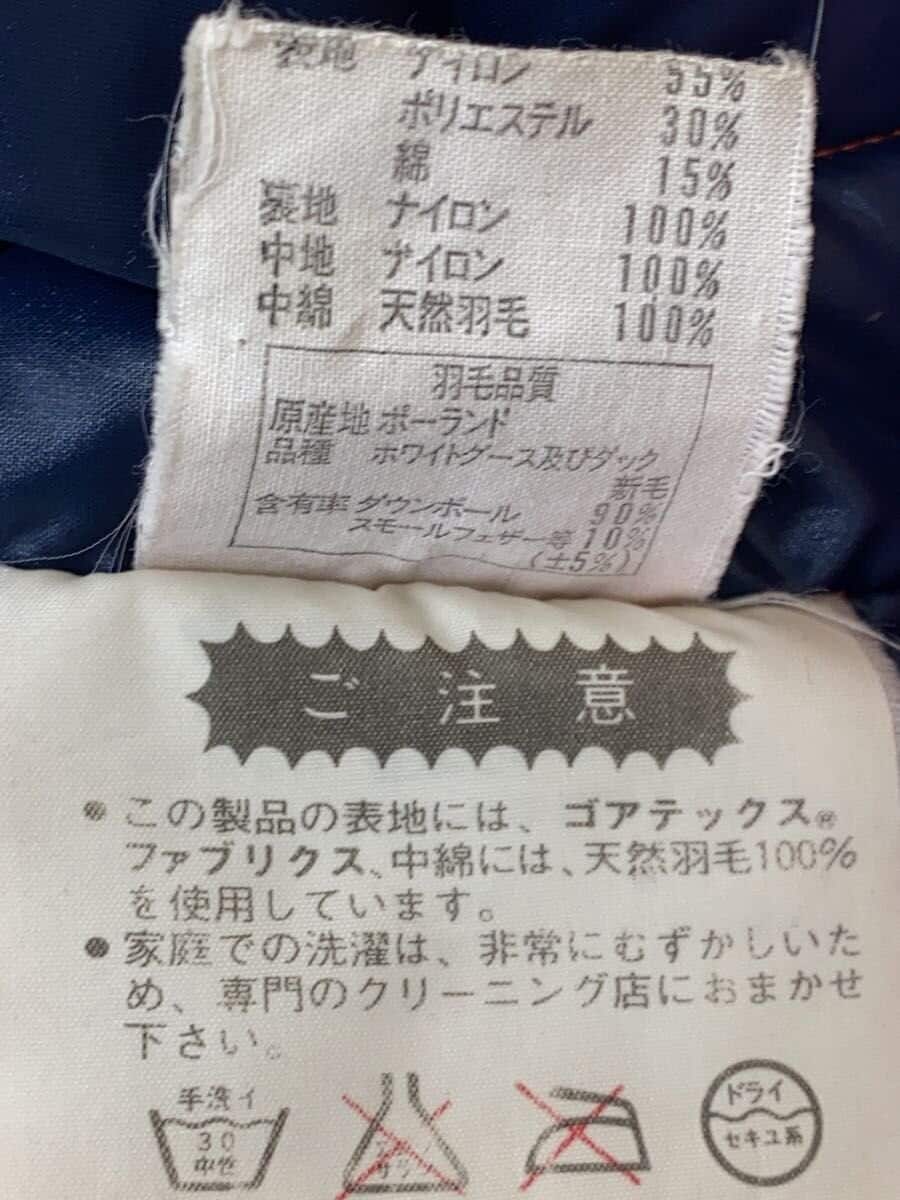 表地 ナイロン 55%
ポリエステル 30%
綿 15%
裏地 ナイロン 100%
中地 ナイロン 100%
中綿 天然羽毛 100%
羽毛品質
原産地 ポーランド
品種 ホワイトグース及びダック
新毛
含有率 ダウンボール 90%
スモールフェザー等 10%
(±5%)
ご注意
• この製品の表地には、ゴアテックス®
ファブリクス、中綿には、天然羽毛100%
を使用しています。
• 家庭での洗濯は、非常にむずかしいた
め、専門のクリーニング店におまかせ
下さい。
手洗イ
30
中性
ドライ
セキユ系